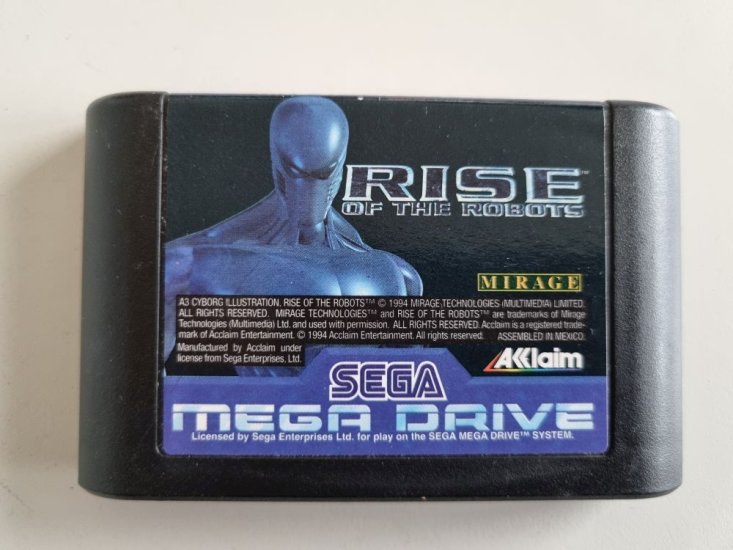 RISE™
OF THE ROBOTS
MIRAGE
A3 CYBORG ILLUSTRATION. RISE OF THE ROBOTS™ © 1994 MIRAGE TECHNOLOGIES (MULTIMEDIA) LIMITED.
ALL RIGHTS RESERVED. MIRAGE TECHNOLOGIES™ and RISE OF THE ROBOTS™ are trademarks of Mirage
Technologies (Multimedia) Ltd. and used with permission. ALL RIGHTS RESERVED. Acclaim is a registered trade-
mark of Acclaim Entertainment. © 1994 Acclaim Entertainment. All rights reserved. ASSEMBLED IN MEXICO.
Manufactured by Acclaim under
license from Sega Enterprises, Ltd.
AKKlaim
SEGA
MEGA DRIVE
Licensed by Sega Enterprises Ltd. for play on the SEGA MEGA DRIVE™ SYSTEM.